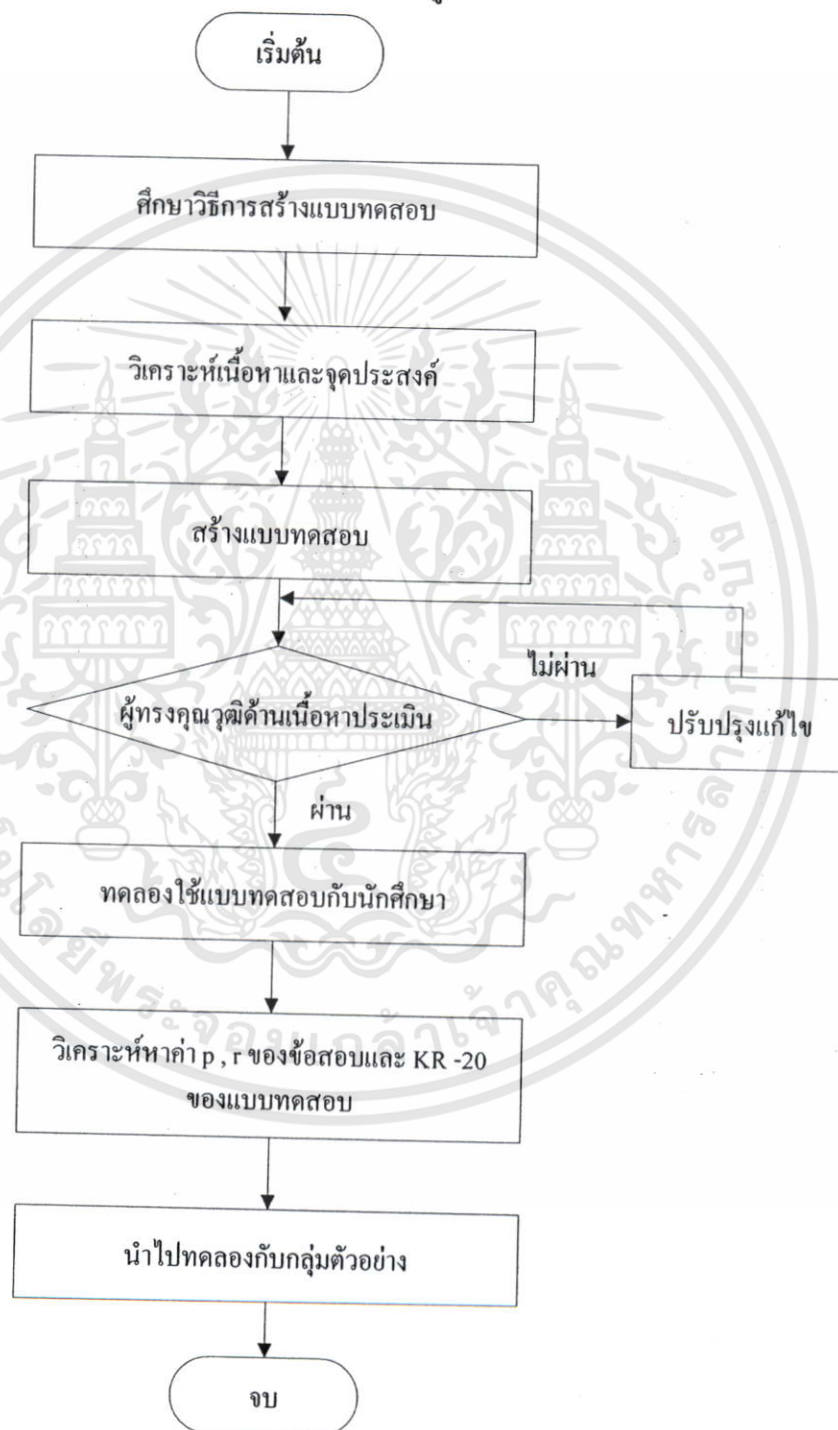 เริ่มต้น
ศึกษาวิธีการสร้างแบบทดสอบ
วิเคราะห์เนื้อหาและจุดประสงค์
สร้างแบบทดสอบ
ผู้ทรงคุณวุฒิด้านเนื้อหาประเมิน
ไม่ผ่าน
ปรับปรุงแก้ไข
ผ่าน
ทดลองใช้แบบทดสอบกับนักศึกษา
วิเคราะห์หาค่า p , r ของข้อสอบและ KR -20
ของแบบทดสอบ
นำไปทดลองกับกลุ่มตัวอย่าง
จบ